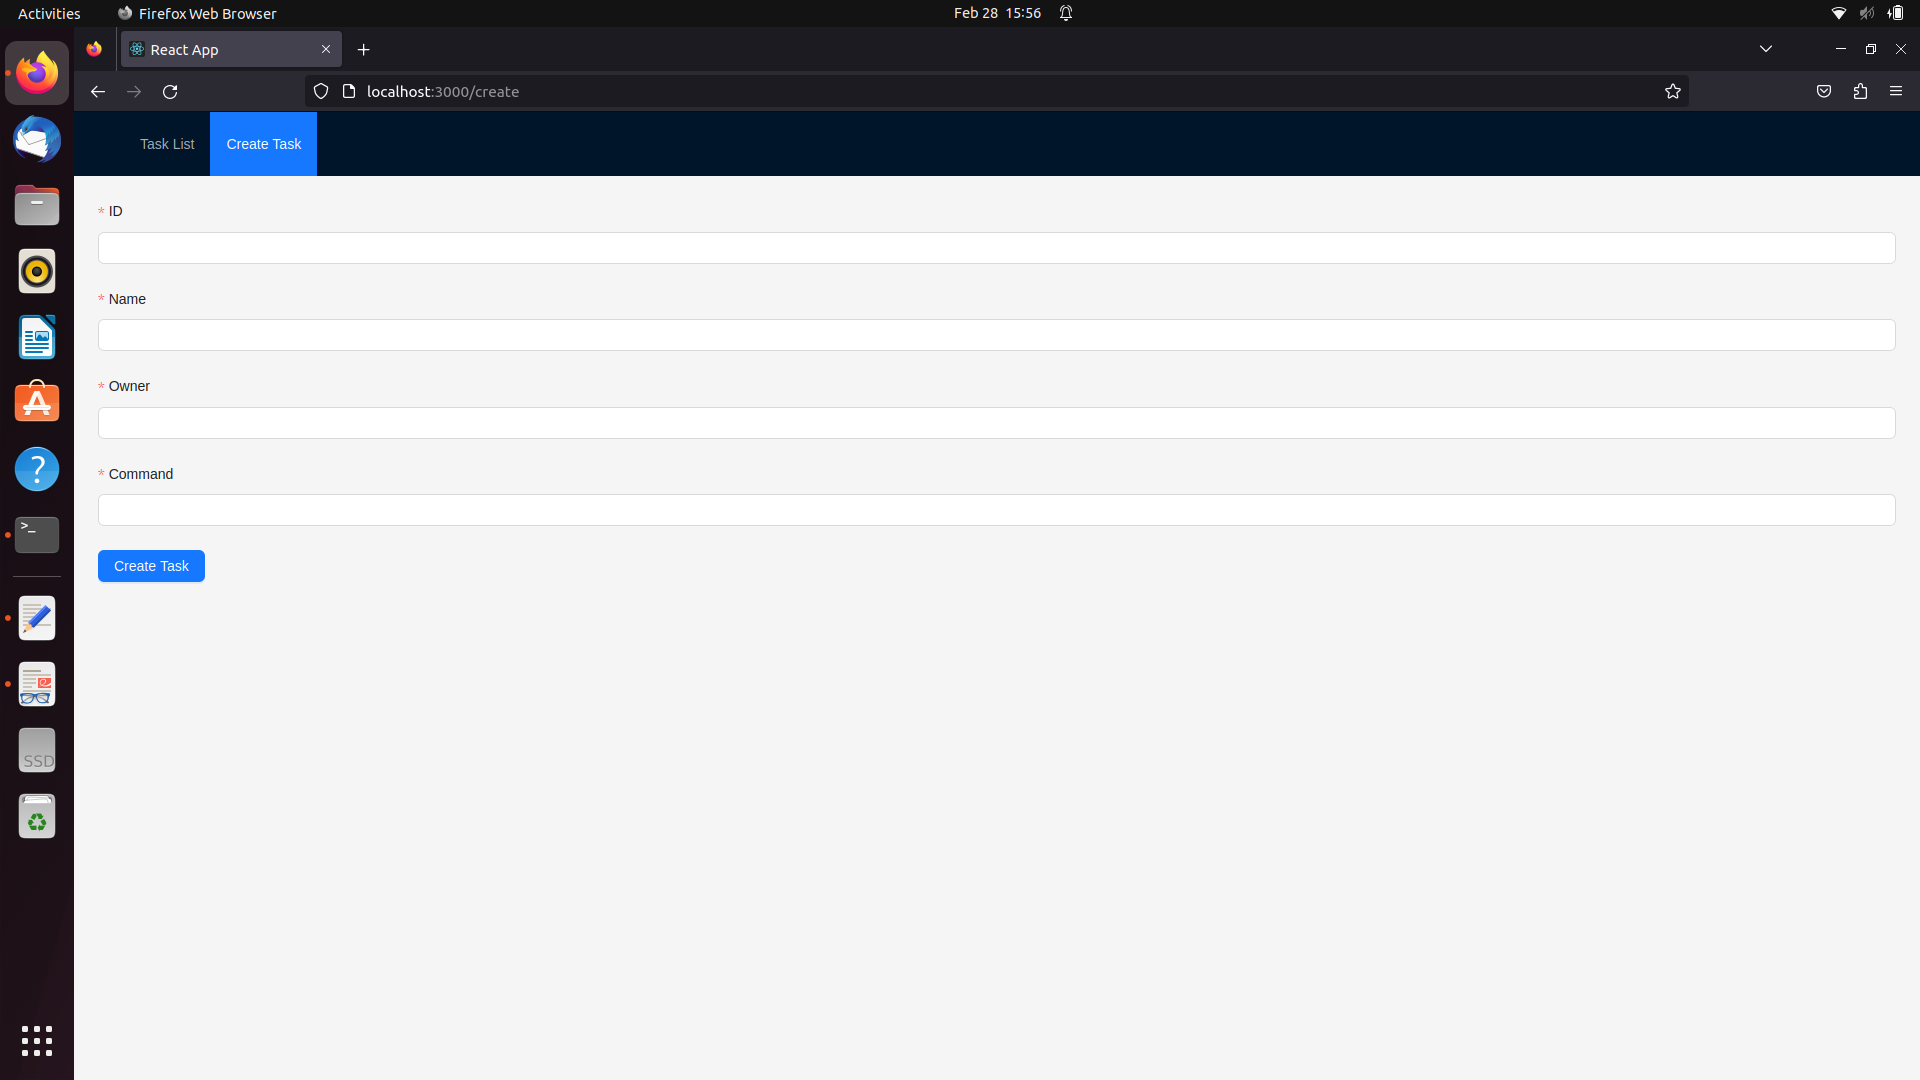 Activities Firefox Web Browser Feb 28 15:56
React App
localhost:3000/create
Task List Create Task
* ID
* Name
* Owner
* Command
Create Task
>_
?
SSD